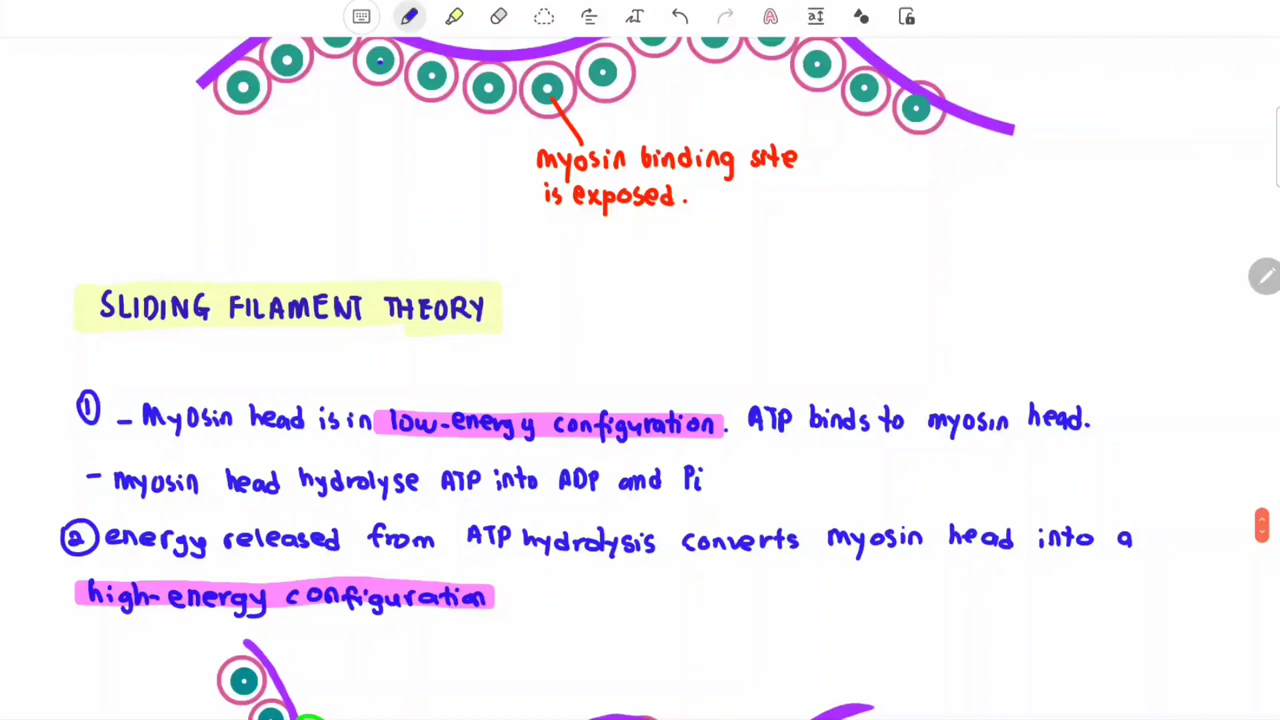 myosin binding site
is exposed.
SLIDING FILAMENT THEORY
① - Myosin head is in low-energy configuration. ATP binds to myosin head.
- myosin head hydrolyse ATP into ADP and Pi
② energy released from ATP hydrolysis converts myosin head into a
high-energy configuration